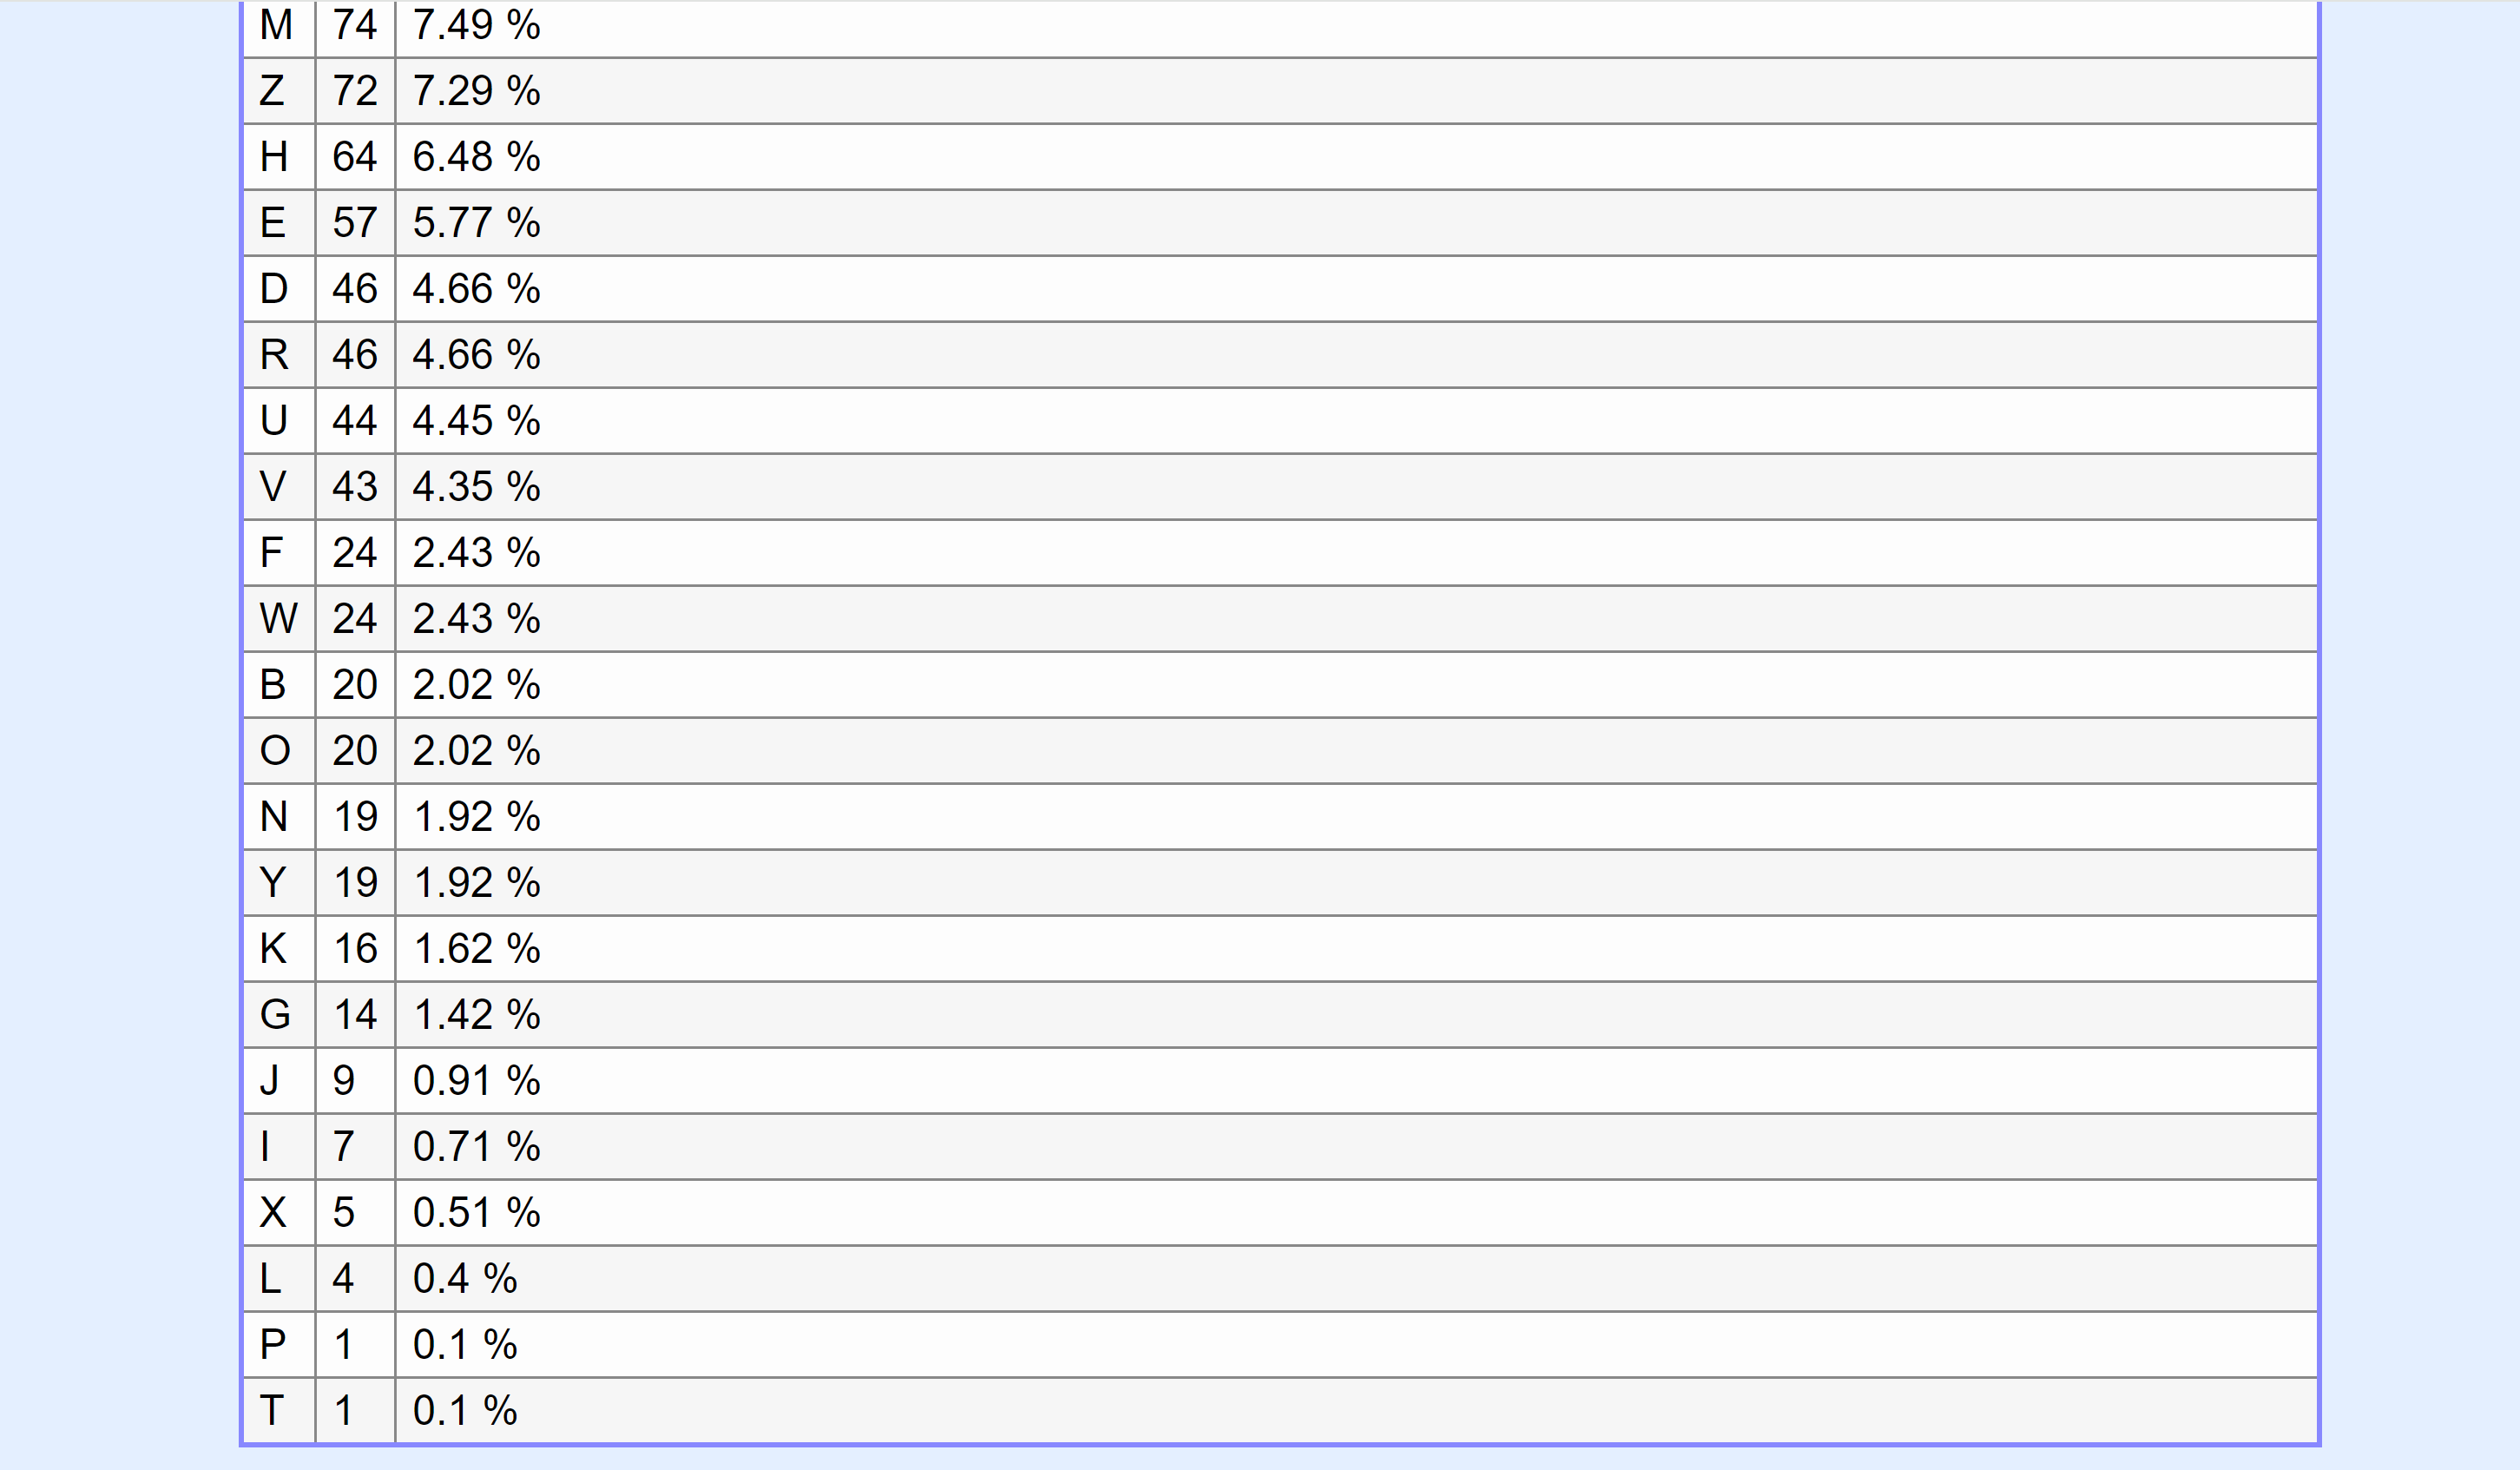 M 74 7.49 %
Z 72 7.29 %
H 64 6.48 %
E 57 5.77 %
D 46 4.66 %
R 46 4.66 %
U 44 4.45 %
V 43 4.35 %
F 24 2.43 %
W 24 2.43 %
B 20 2.02 %
O 20 2.02 %
N 19 1.92 %
Y 19 1.92 %
K 16 1.62 %
G 14 1.42 %
J 9 0.91 %
I 7 0.71 %
X 5 0.51 %
L 4 0.4 %
P 1 0.1 %
T 1 0.1 %